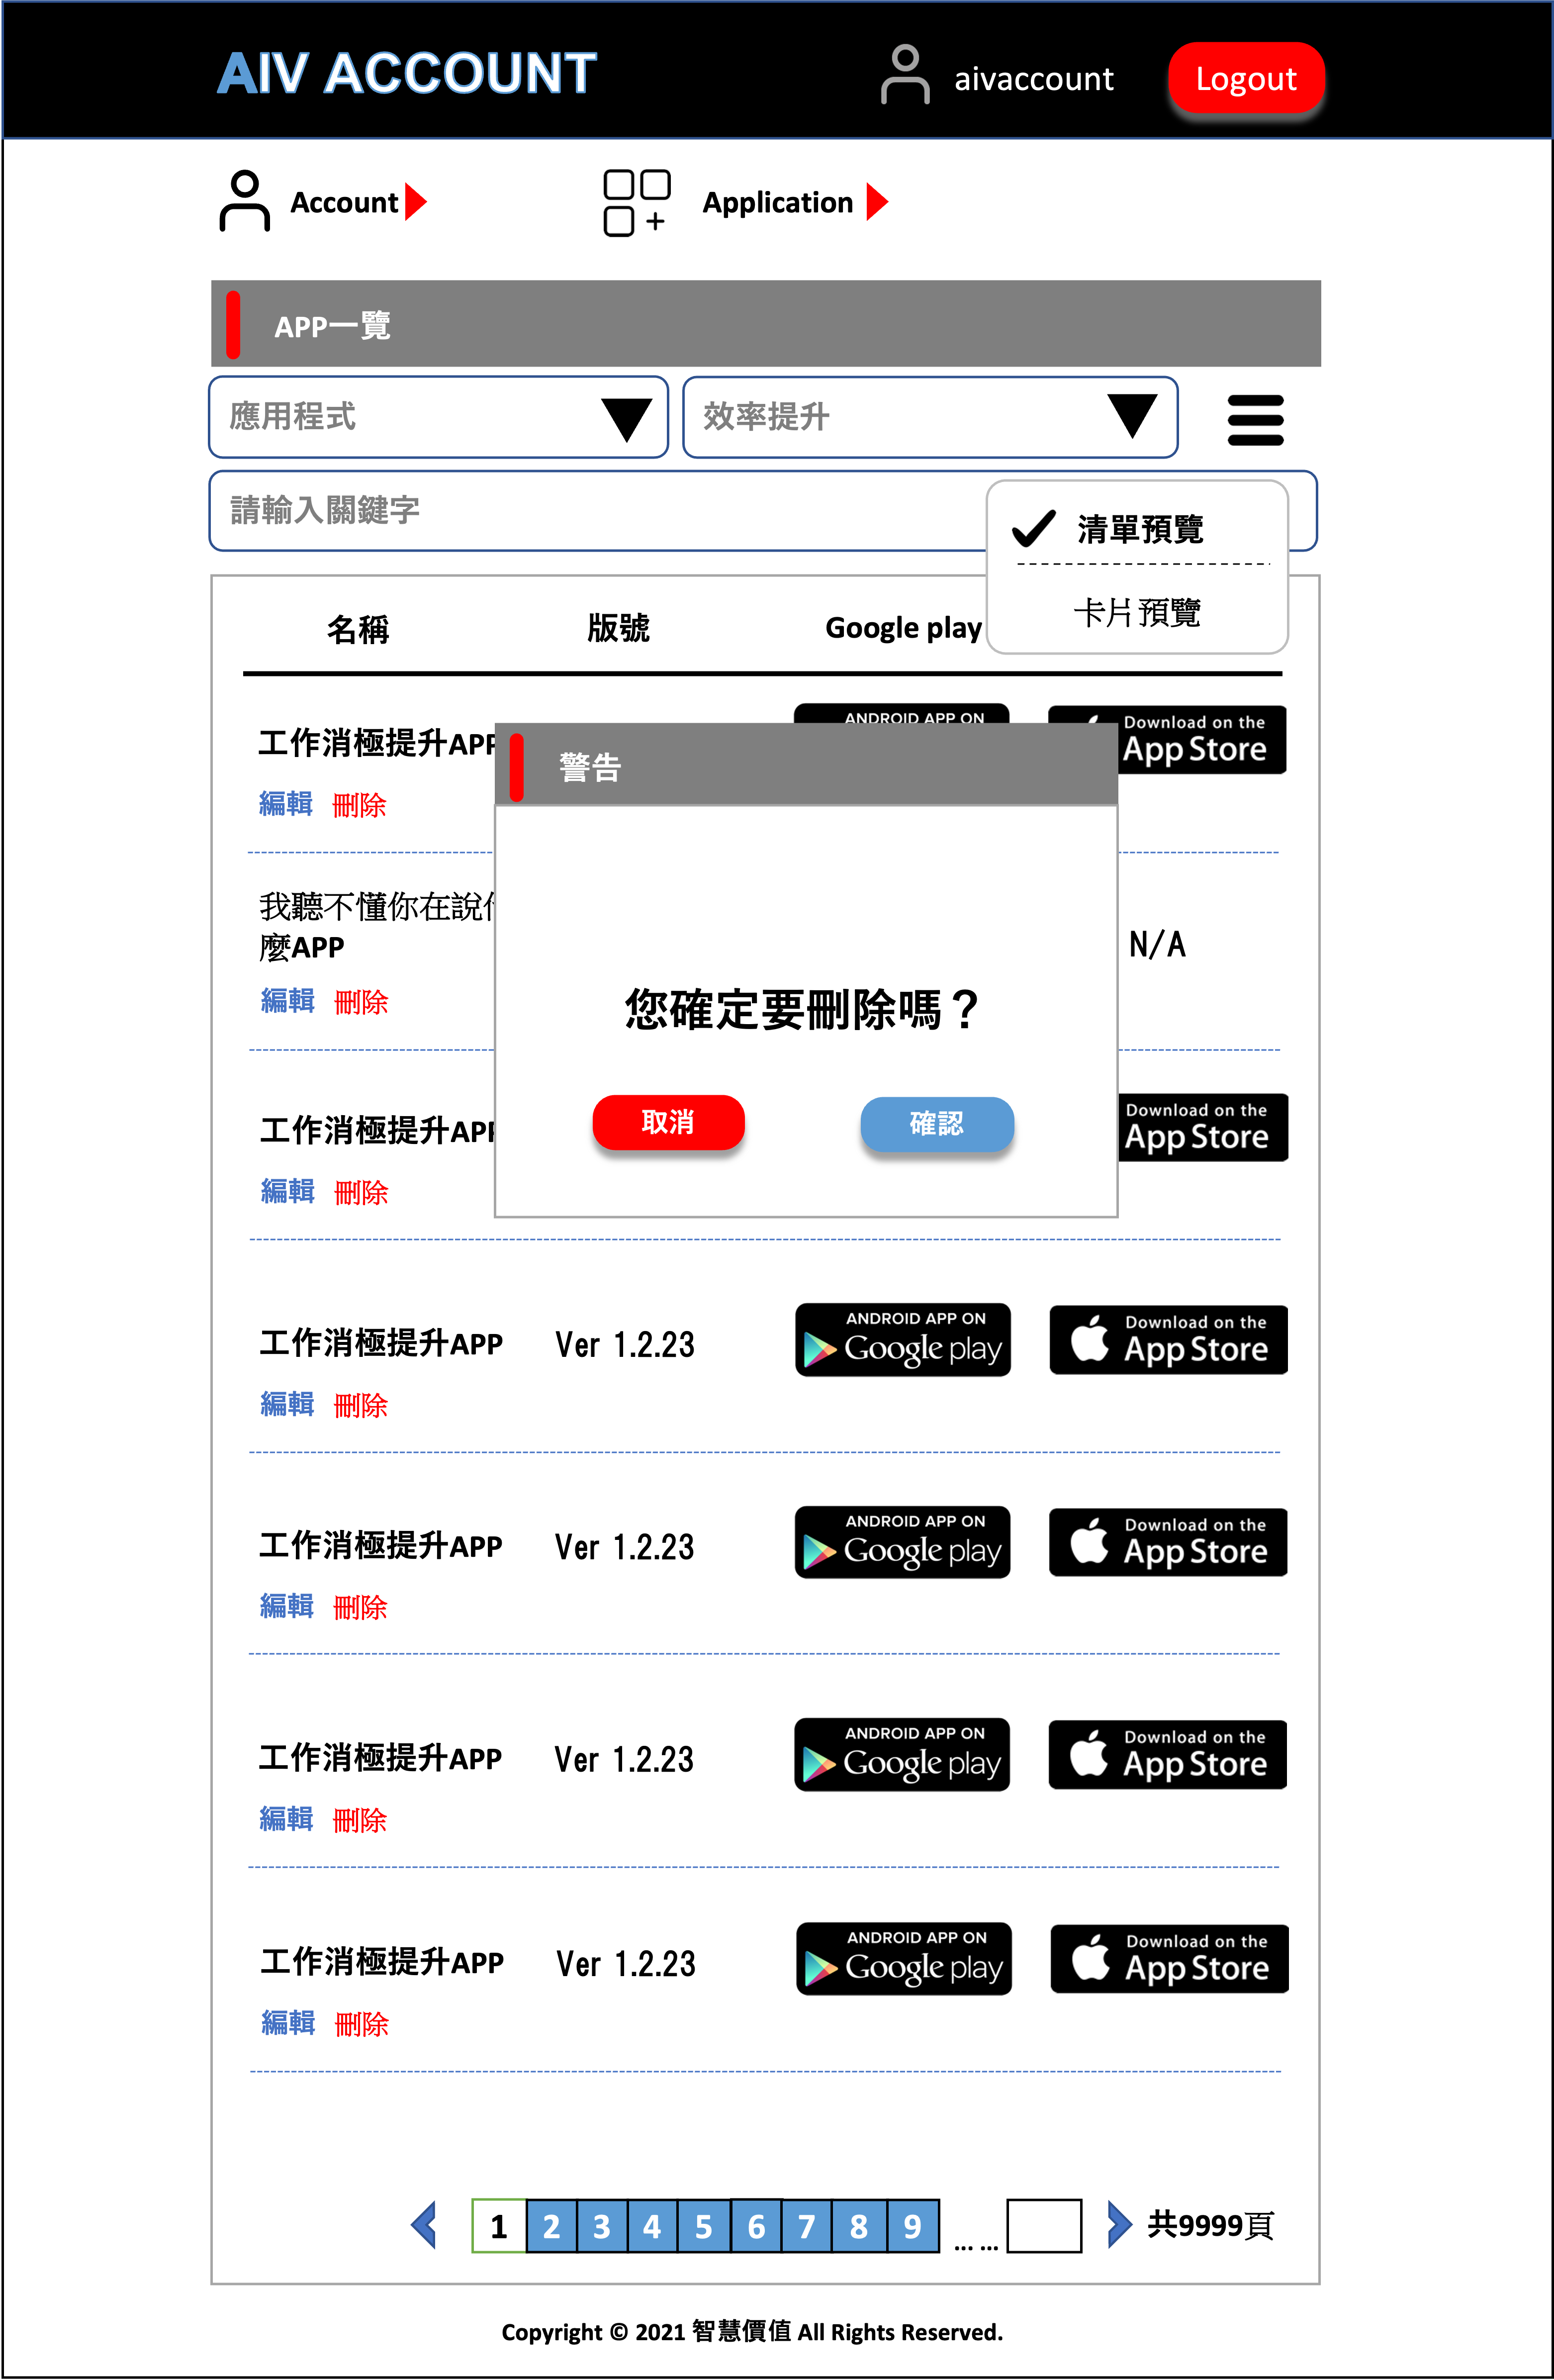 AIV ACCOUNT
aivaccount
Logout
Account
Application
APP一覽
應用程式
效率提升
請輸入關鍵字
清單預覽
卡片預覽
名稱
版號
Google play
工作消極提升APP
ANDROID APP ON
Download on the
App Store
編輯 刪除
警告
我聽不懂你在說什
麼APP
N/A
編輯 刪除
您確定要刪除嗎？
取消
確認
工作消極提升APP
Download on the
App Store
編輯 刪除
工作消極提升APP
Ver 1.2.23
ANDROID APP ON
Google play
Download on the
App Store
編輯 刪除
工作消極提升APP
Ver 1.2.23
ANDROID APP ON
Google play
Download on the
App Store
編輯 刪除
工作消極提升APP
Ver 1.2.23
ANDROID APP ON
Google play
Download on the
App Store
編輯 刪除
工作消極提升APP
Ver 1.2.23
ANDROID APP ON
Google play
Download on the
App Store
編輯 刪除
1 2 3 4 5 6 7 8 9 ... ... 共9999頁
Copyright © 2021 智慧價值 All Rights Reserved.